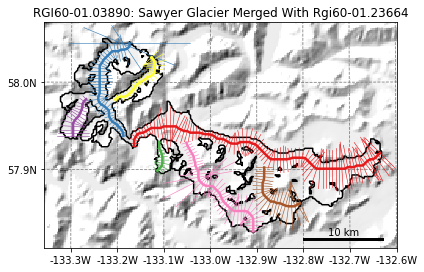 RGI60-01.03890: Sawyer Glacier Merged With Rgi60-01.23664
58.0N
57.9N
10 km
-133.3W -133.2W -133.1W -133.0W -132.9W -132.8W -132.7W -132.6W